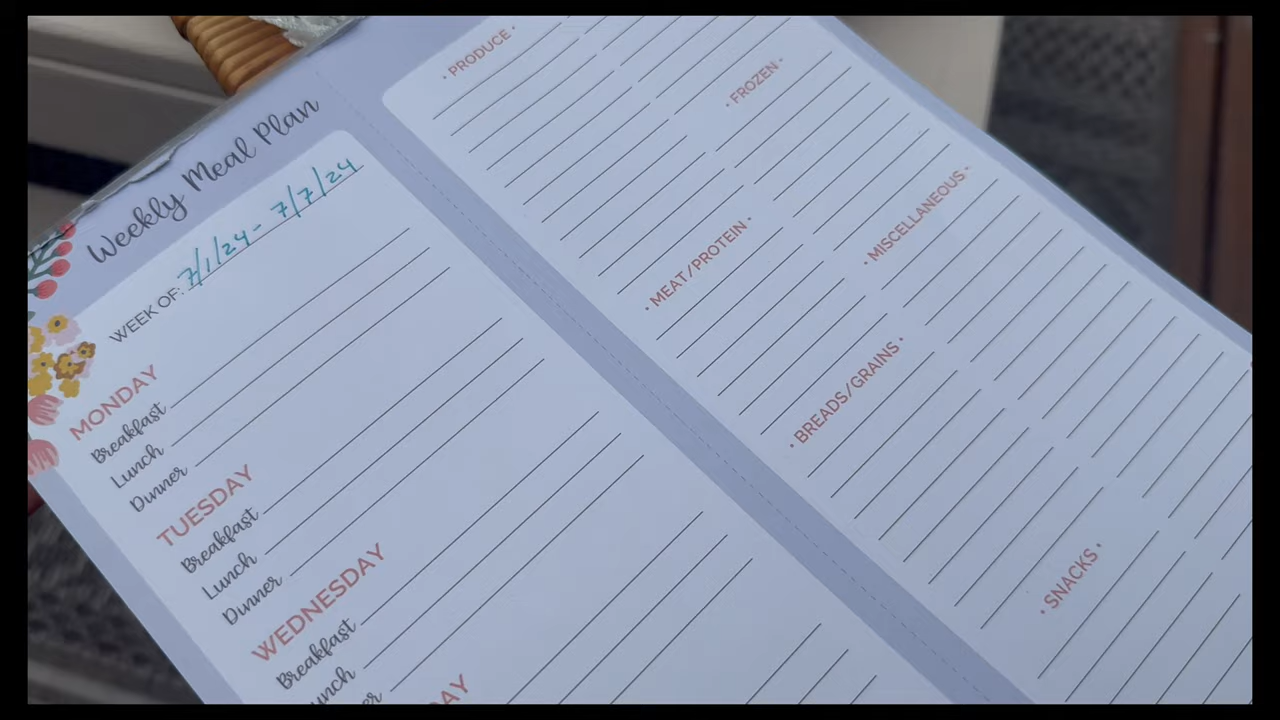 Weekly Meal Plan
WEEK OF: 7/1/24 - 7/7/24
MONDAY
Breakfast
Lunch
Dinner
TUESDAY
Breakfast
Lunch
Dinner
WEDNESDAY
Breakfast
• PRODUCE •
• FROZEN •
• MEAT/PROTEIN •
• MISCELLANEOUS •
• BREADS/GRAINS •
• SNACKS •